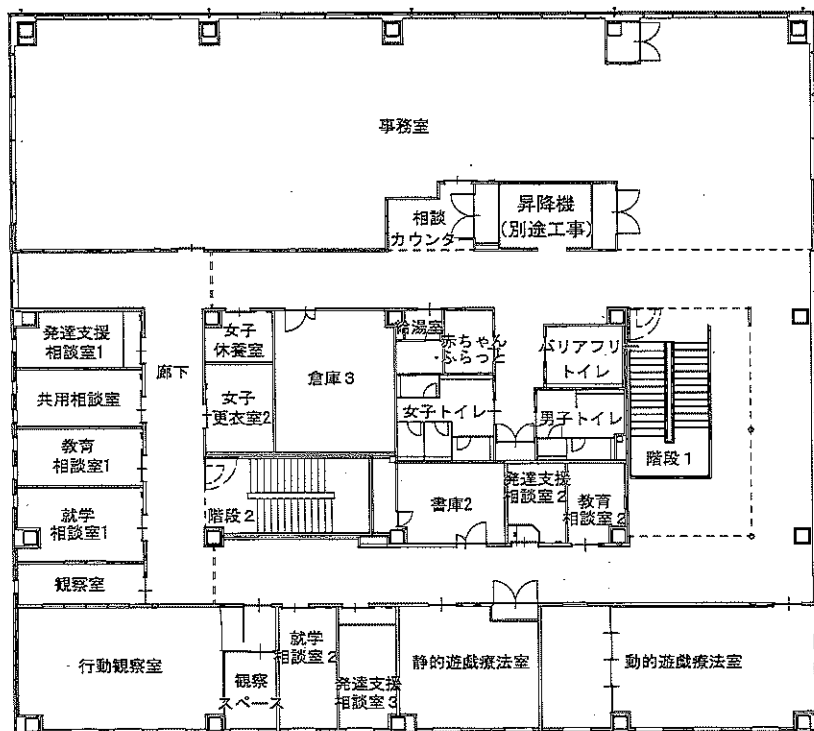 事務室
相談
カウンター
昇降機
(別途工事)
発達支援
相談室1
廊下
女子
休養室
倉庫3
給湯室
赤ちゃん
ふらっと
バリアフリー
トイレ
共用相談室
女子
更衣室2
女子トイレ
男子トイレ
教育
相談室1
階段1
就学
相談室1
階段2
書庫2
発達支援
相談室2
教育
相談室2
観察室
行動観察室
観察
スペース
就学
相談室2
発達支援
相談室3
静的遊戯療法室
動的遊戯療法室